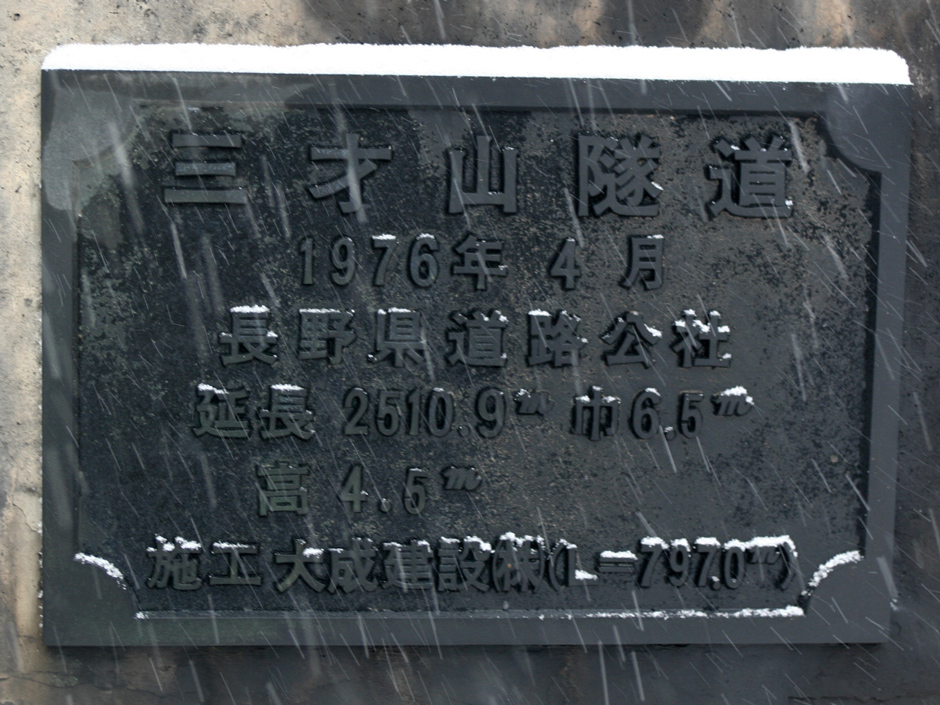 三才山隧道
1976年4月
長野県道路公社
延長 2510.9m 巾6.5m
高 4.5m
施工 大成建設㈱(L=797.0m)